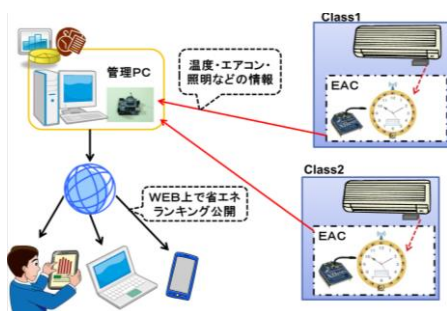 Class1
管理PC
温度・エアコン・
照明などの情報
EAC
WEB上で省エネ
ランキング公開
Class2
EAC